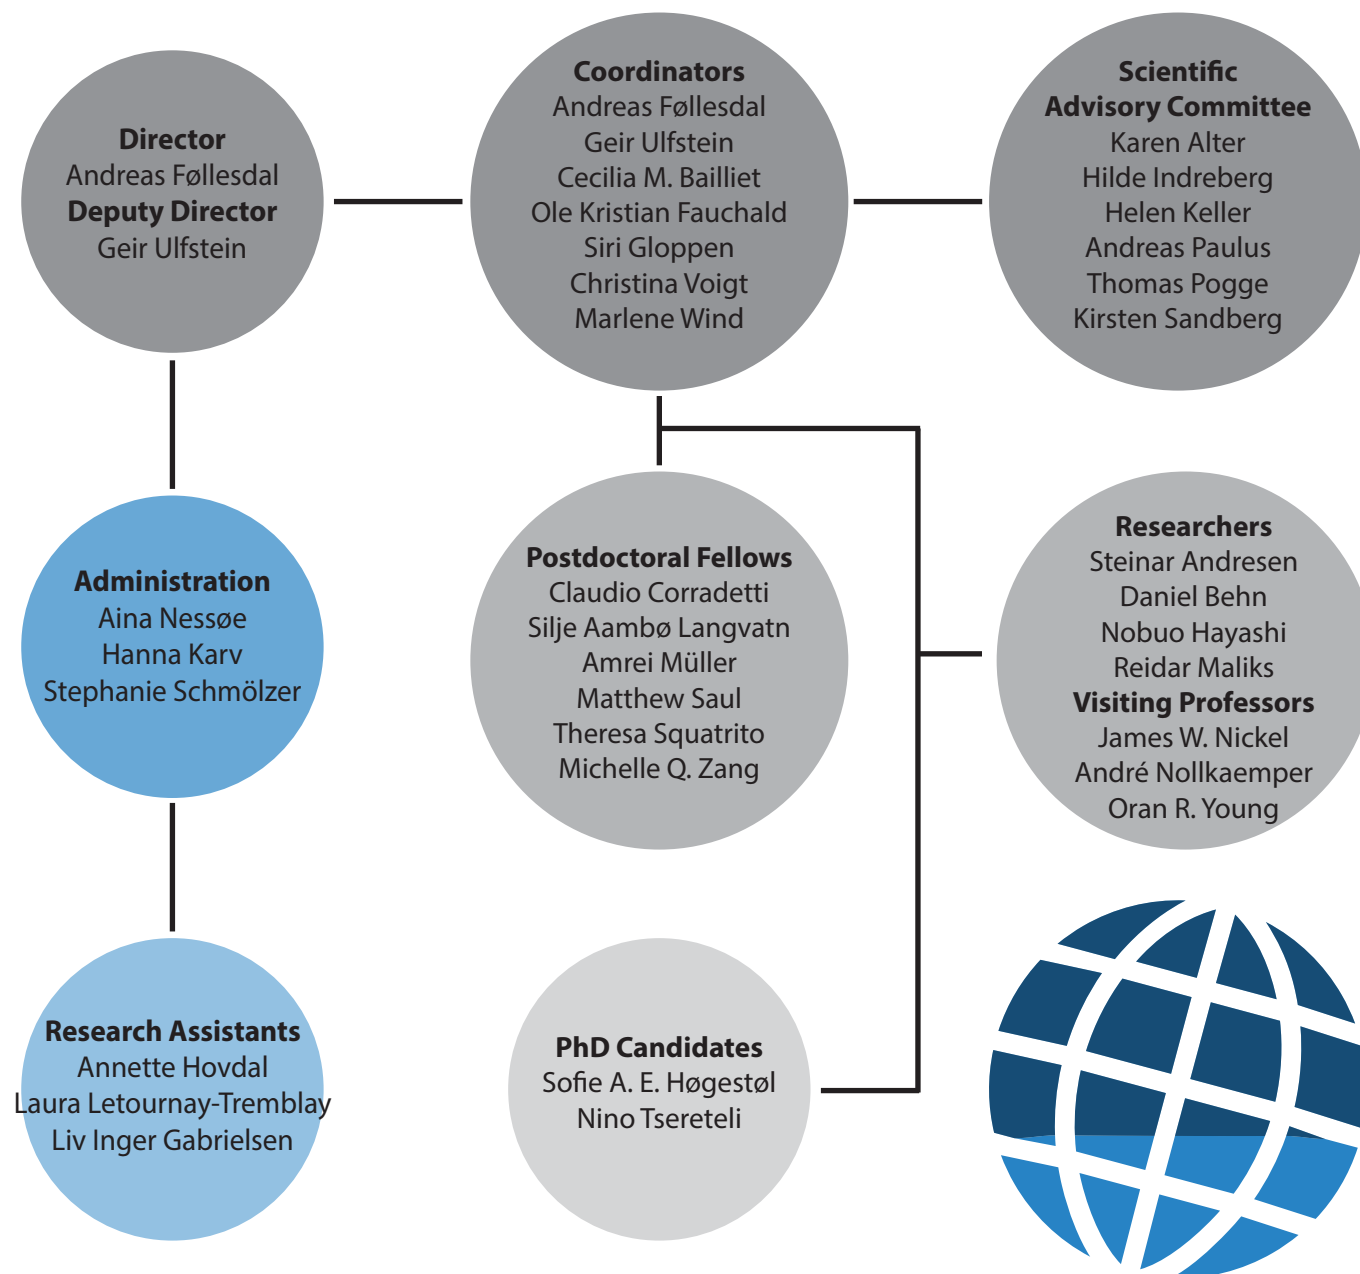 Director
Andreas Føllesdal
Deputy Director
Geir Ulfstein
Coordinators
Andreas Føllesdal
Geir Ulfstein
Cecilia M. Bailliet
Ole Kristian Fauchald
Siri Gloppen
Christina Voigt
Marlene Wind
Scientific
Advisory Committee
Karen Alter
Hilde Indreberg
Helen Keller
Andreas Paulus
Thomas Pogge
Kirsten Sandberg
Administration
Aina Nessøe
Hanna Karv
Stephanie Schmölzer
Postdoctoral Fellows
Claudio Corradetti
Silje Aambø Langvatn
Amrei Müller
Matthew Saul
Theresa Squatrito
Michelle Q. Zang
Researchers
Steinar Andresen
Daniel Behn
Nobuo Hayashi
Reidar Maliks
Visiting Professors
James W. Nickel
André Nollkaemper
Oran R. Young
Research Assistants
Annette Hovdal
Laura Letournay-Tremblay
Liv Inger Gabrielsen
PhD Candidates
Sofie A. E. Høgestøl
Nino Tsereteli